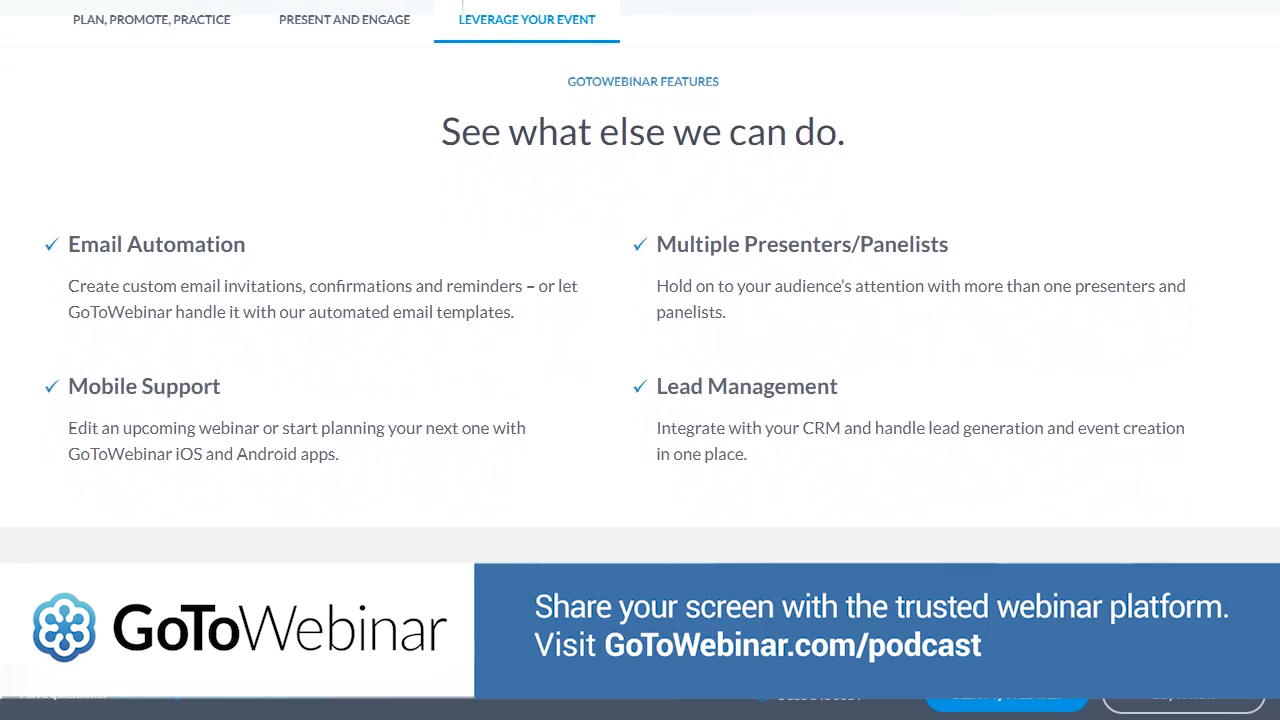 PLAN, PROMOTE, PRACTICE
PRESENT AND ENGAGE
LEVERAGE YOUR EVENT
GOTOWEBINAR FEATURES
See what else we can do.
Email Automation
Create custom email invitations, confirmations and reminders – or let
GoToWebinar handle it with our automated email templates.
Multiple Presenters/Panelists
Hold on to your audience's attention with more than one presenters and
panelists.
Mobile Support
Edit an upcoming webinar or start planning your next one with
GoToWebinar iOS and Android apps.
Lead Management
Integrate with your CRM and handle lead generation and event creation
in one place.
GoToWebinar
Share your screen with the trusted webinar platform.
Visit GoToWebinar.com/podcast